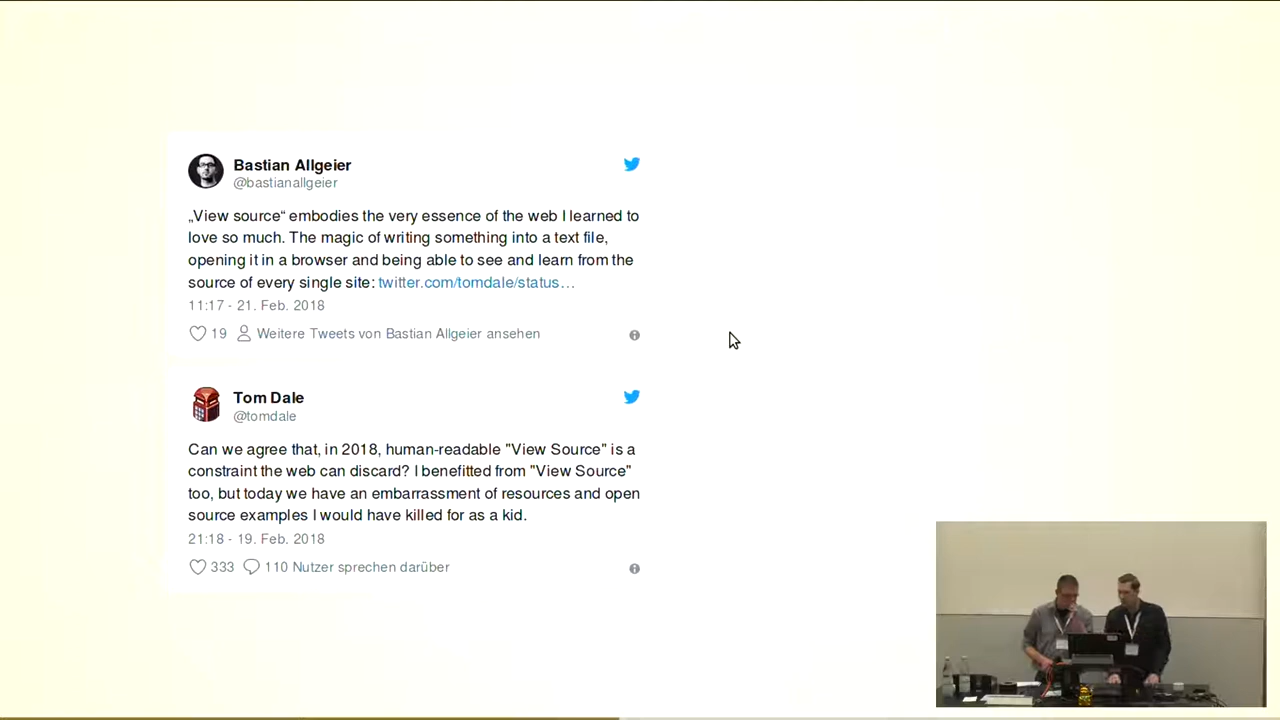 Bastian Allgeier
@bastianallgeier
„View source“ embodies the very essence of the web I learned to
love so much. The magic of writing something into a text file,
opening it in a browser and being able to see and learn from the
source of every single site: twitter.com/tomdale/status…
11:17 - 21. Feb. 2018
19 Weitere Tweets von Bastian Allgeier ansehen
Tom Dale
@tomdale
Can we agree that, in 2018, human-readable "View Source" is a
constraint the web can discard? I benefitted from "View Source"
too, but today we have an embarrassment of resources and open
source examples I would have killed for as a kid.
21:18 - 19. Feb. 2018
333 110 Nutzer sprechen darüber